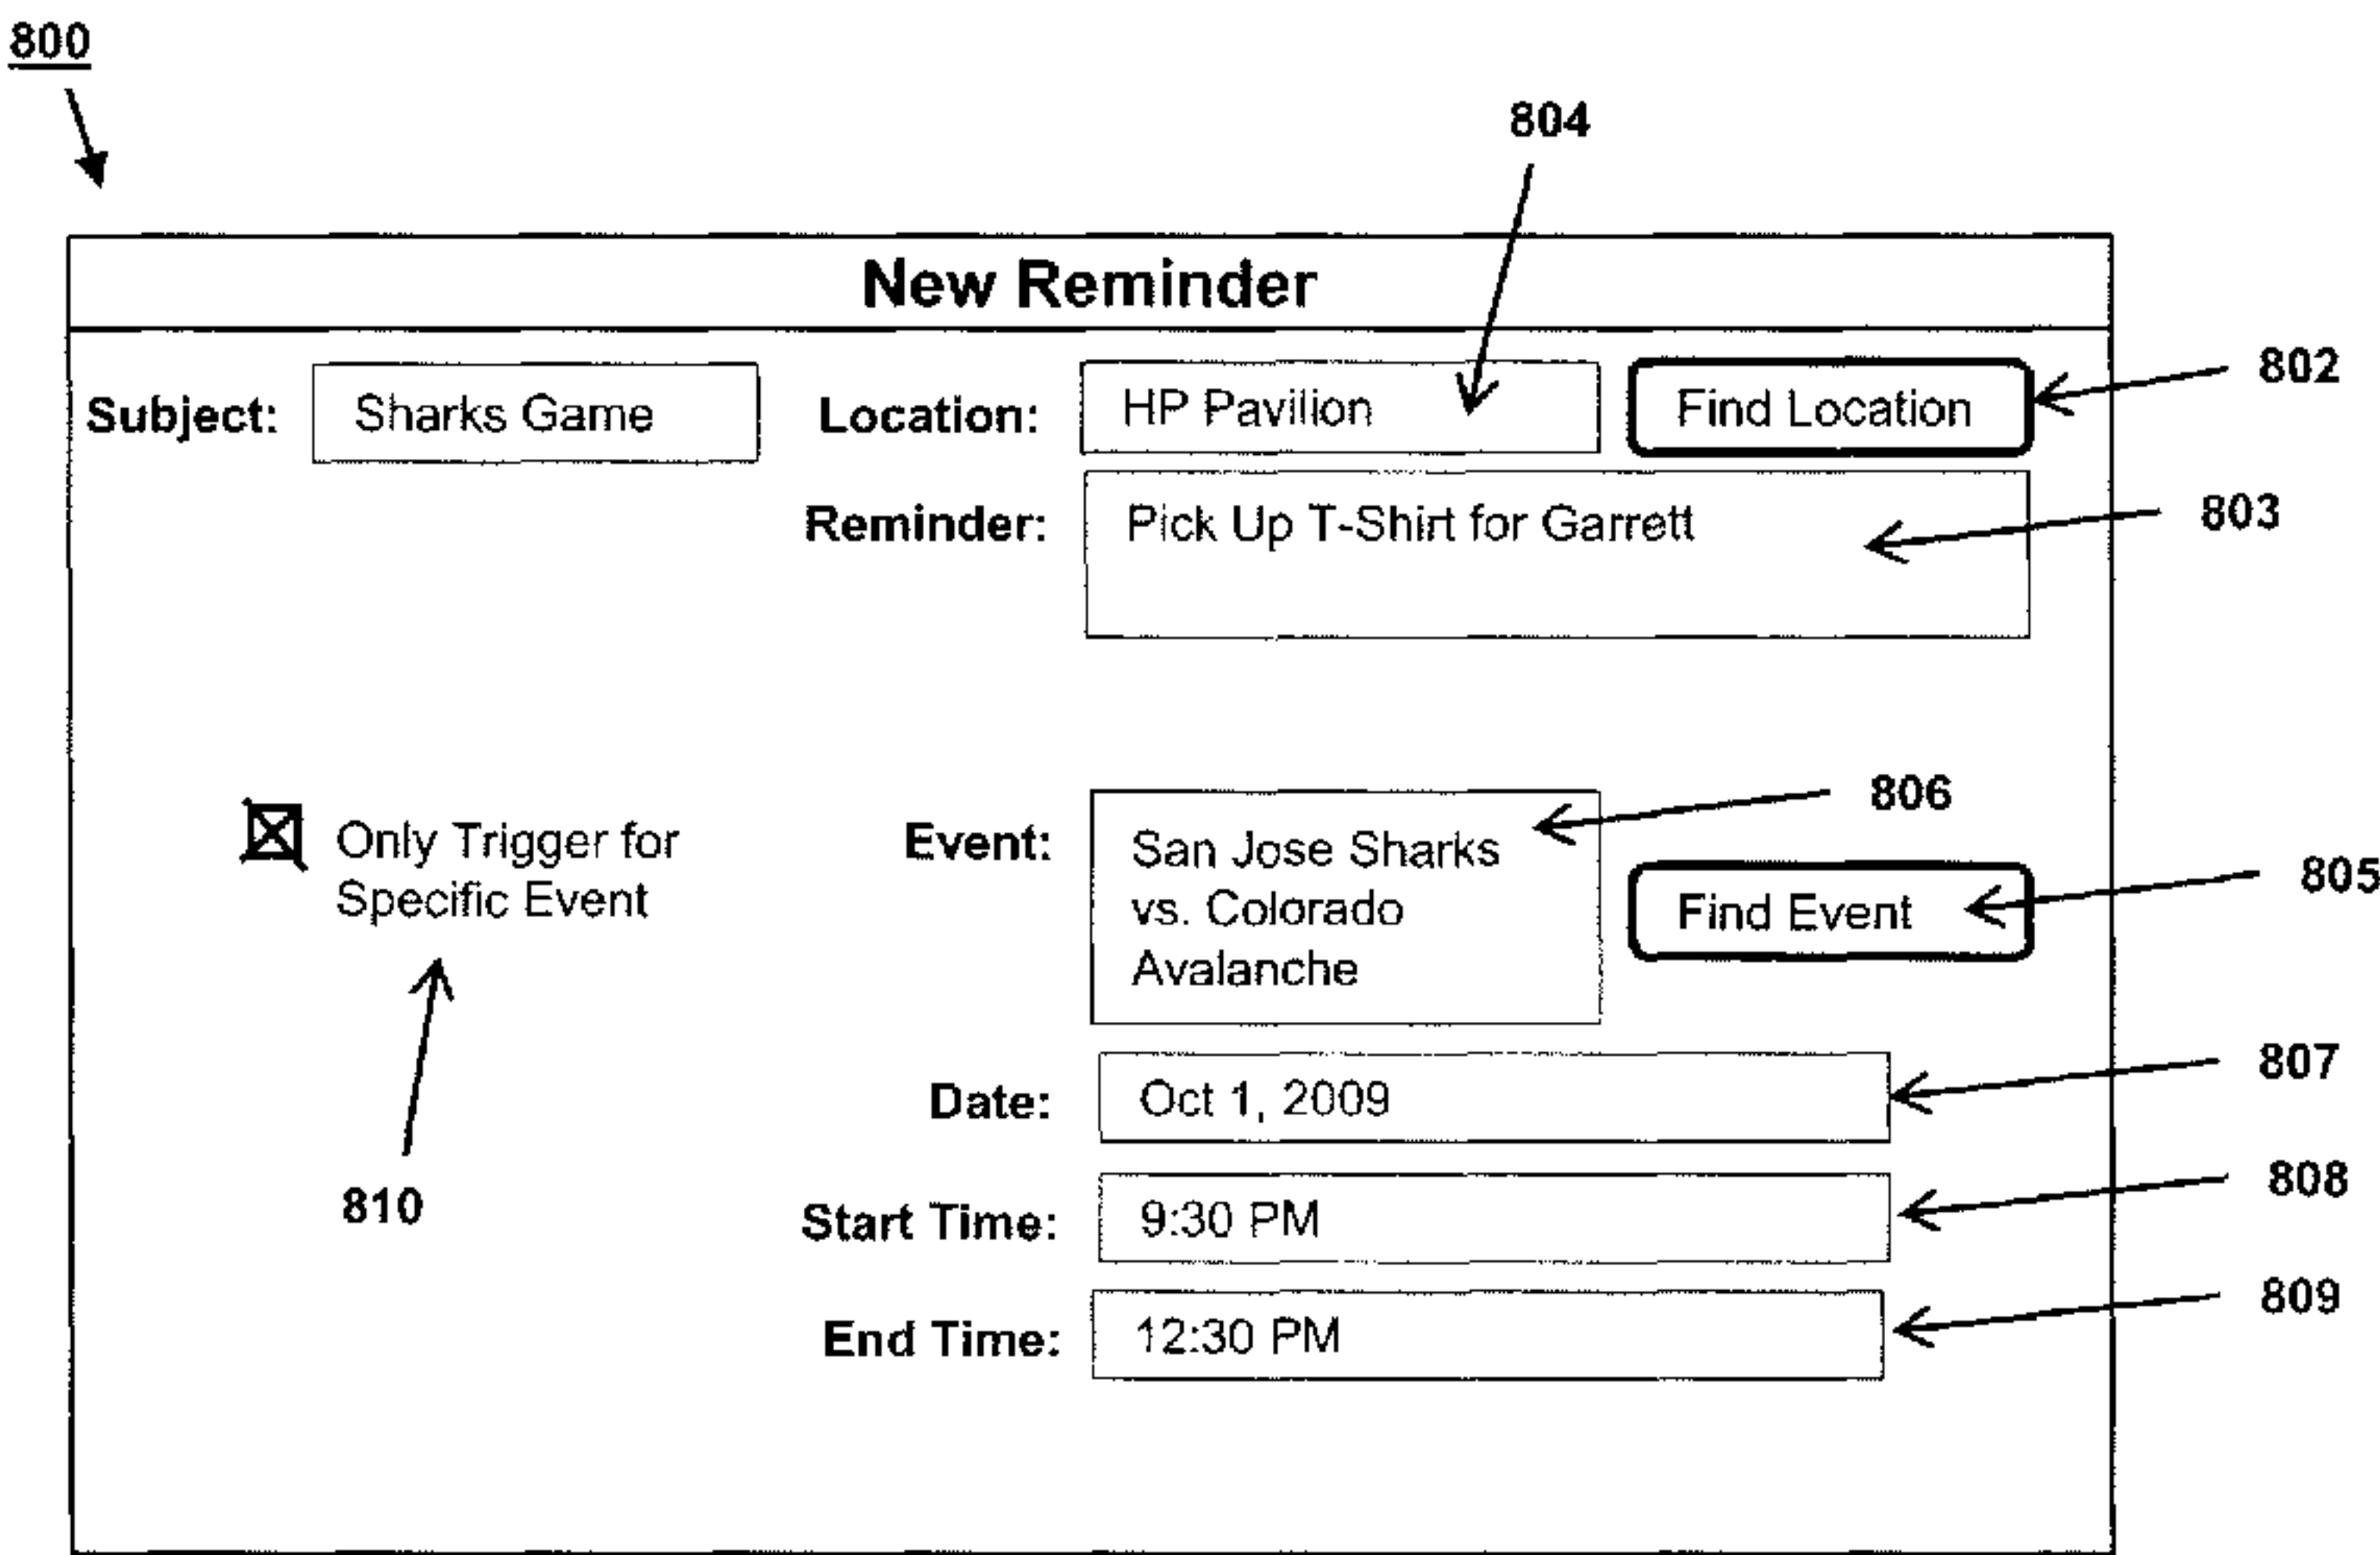 800
804
New Reminder
Subject: Sharks Game Location: HP Pavilion Find Location 802
Reminder: Pick Up T-Shirt for Garrett 803
806
Only Trigger for
Specific Event
Event: San Jose Sharks
vs. Colorado
Avalanche
Find Event 805
Date: Oct 1, 2009 807
810
Start Time: 9:30 PM 808
End Time: 12:30 PM 809